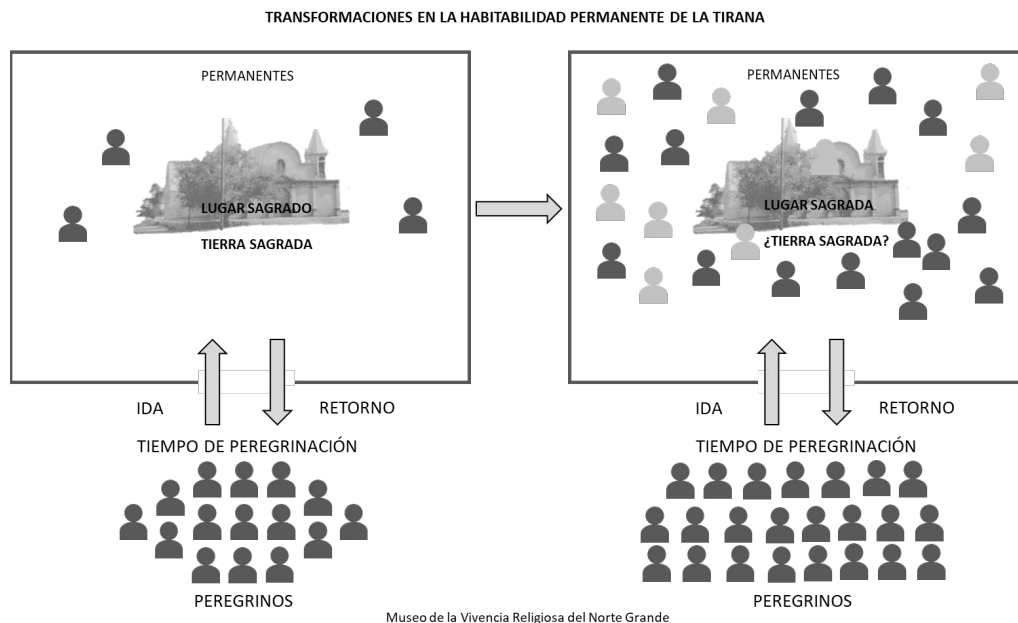 TRANSFORMACIONES EN LA HABITABILIDAD PERMANENTE DE LA TIRANA
PERMANENTES
LUGAR SAGRADO
TIERRA SAGRADA
IDA
RETORNO
TIEMPO DE PEREGRINACIÓN
PEREGRINOS
PERMANENTES
LUGAR SAGRADA
¿TIERRA SAGRADA?
IDA
RETORNO
TIEMPO DE PEREGRINACIÓN
PEREGRINOS
Museo de la Vivencia Religiosa del Norte Grande